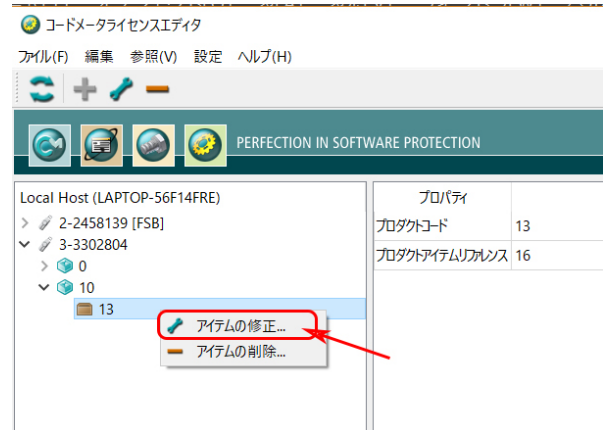 コードメータライセンスエディタ
ファイル(F) 編集 参照(V) 設定 ヘルプ(H)
PERFECTION IN SOFTWARE PROTECTION
Local Host (LAPTOP-56F14FRE)
2-2458139 [FSB]
3-3302804
0
10
13
アイテムの修正...
アイテムの削除...
プロパティ
プロダクトコード 13
プロダクトアイテムリファレンス 16